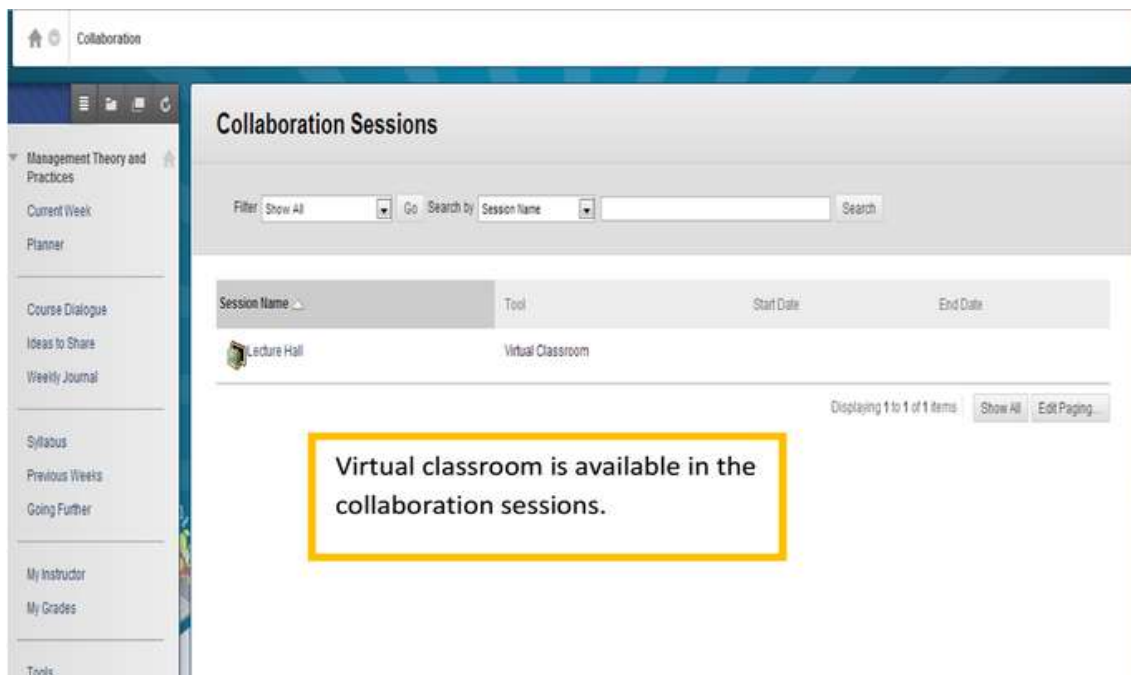 Collaboration
Management Theory and
Practices
Current Week
Planner
Course Dialogue
Ideas to Share
Weekly Journal
Syllabus
Previous Weeks
Going Further
My Instructor
My Grades
Tools
Collaboration Sessions
Filter Show All Go Search by Session Name Search
Session Name Tool Start Date End Date
Lecture Hall Virtual Classroom
Displaying 1 to 1 of 1 items Show All Edit Paging...
Virtual classroom is available in the
collaboration sessions.